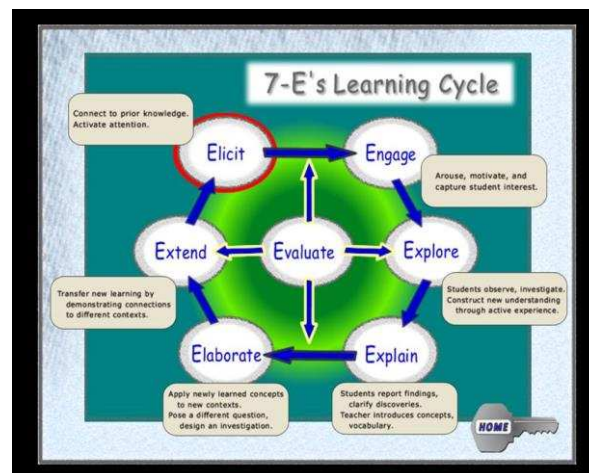 7-E's Learning Cycle
Connect to prior knowledge.
Activate attention.
Elicit
Engage
Arouse, motivate, and
capture student interest.
Extend
Evaluate
Explore
Transfer new learning by
demonstrating connections
to different contexts.
Students observe, investigate.
Construct new understanding
through active experience.
Elaborate
Explain
Apply newly learned concepts
to new contexts.
Pose a different question,
design an investigation.
Students report findings,
clarify discoveries.
Teacher introduces concepts,
vocabulary.
HOME